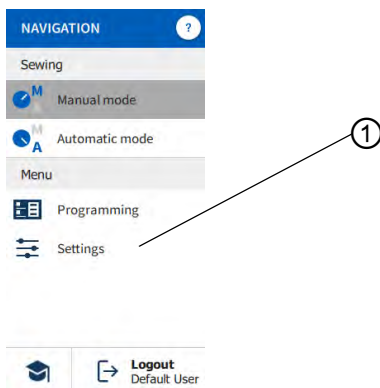 NAVIGATION ?
Sewing
M Manual mode
M A Automatic mode
Menu
Programming
Settings
1
Logout
Default User